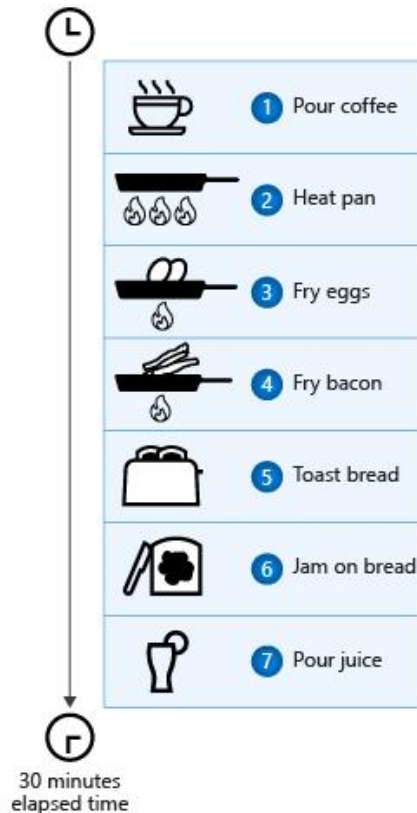 1 Pour coffee
2 Heat pan
3 Fry eggs
4 Fry bacon
5 Toast bread
6 Jam on bread
7 Pour juice
30 minutes
elapsed time